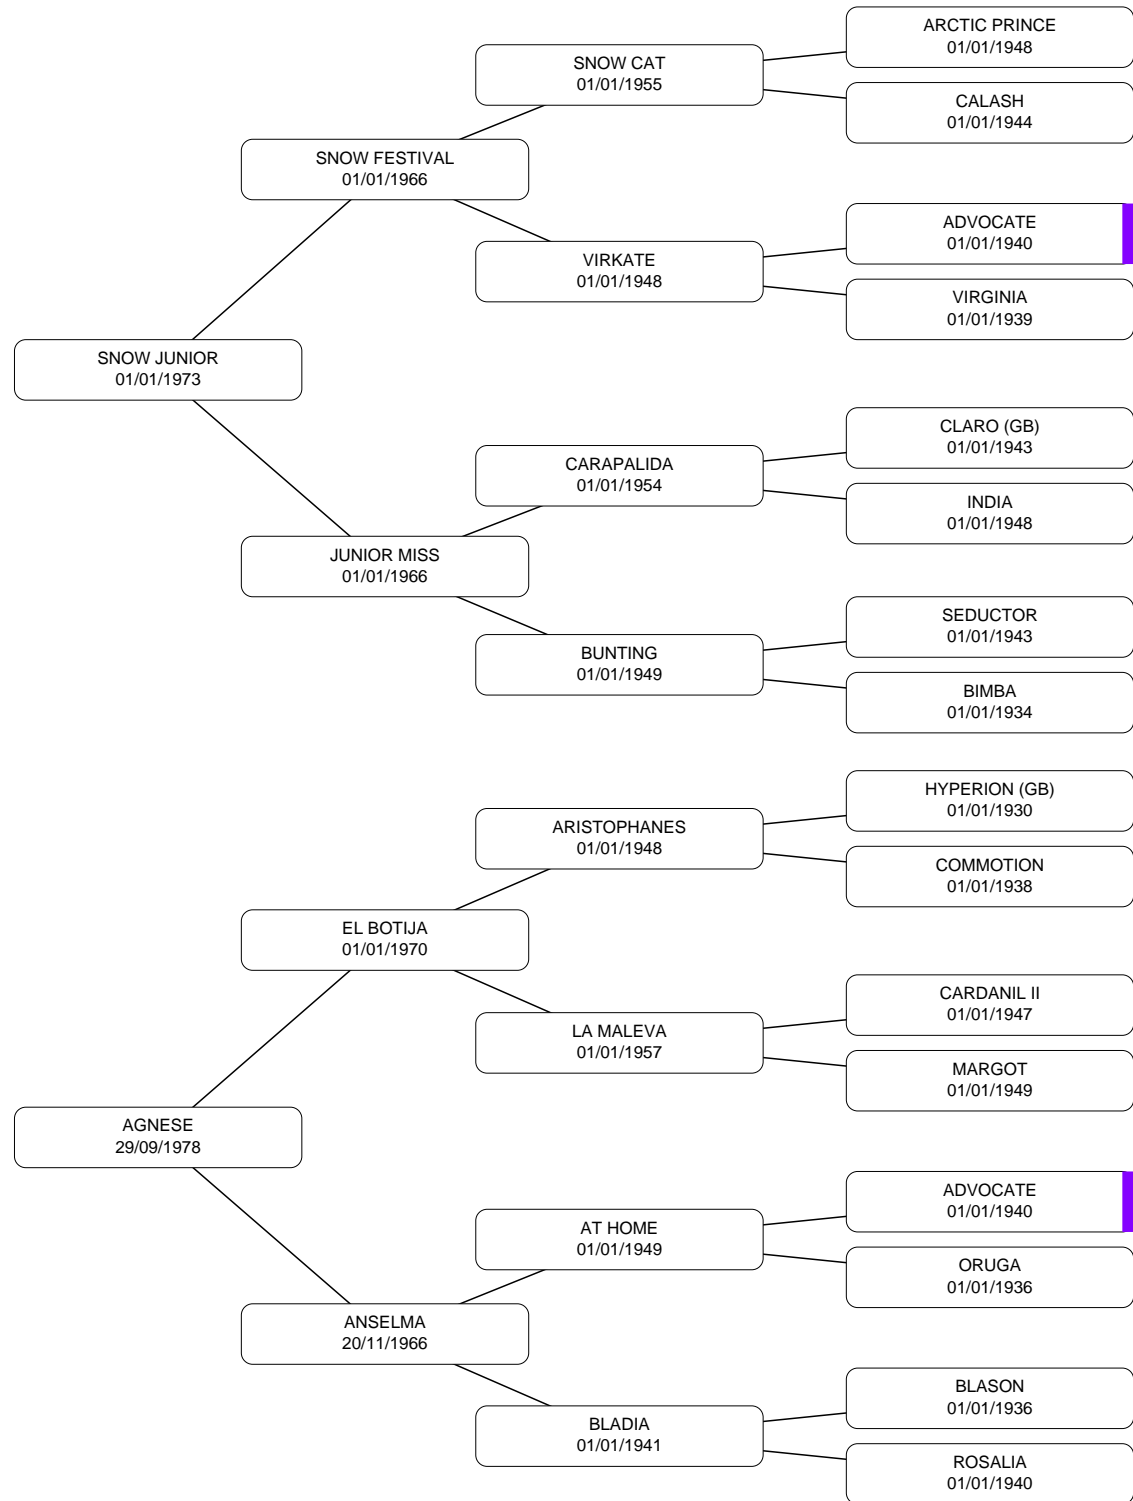 ARCTIC PRINCE
01/01/1948
SNOW CAT
01/01/1955
CALASH
01/01/1944
SNOW FESTIVAL
01/01/1966
ADVOCATE
01/01/1940
VIRKATE
01/01/1948
VIRGINIA
01/01/1939
SNOW JUNIOR
01/01/1973
CLARO (GB)
01/01/1943
CARAPALIDA
01/01/1954
INDIA
01/01/1948
JUNIOR MISS
01/01/1966
SEDUCTOR
01/01/1943
BUNTING
01/01/1949
BIMBA
01/01/1934
HYPERION (GB)
01/01/1930
ARISTOPHANES
01/01/1948
COMMOTION
01/01/1938
EL BOTIJA
01/01/1970
CARDANIL II
01/01/1947
LA MALEVA
01/01/1957
MARGOT
01/01/1949
AGNESE
29/09/1978
ADVOCATE
01/01/1940
AT HOME
01/01/1949
ORUGA
01/01/1936
ANSELMA
20/11/1966
BLASON
01/01/1936
BLADIA
01/01/1941
ROSALIA
01/01/1940